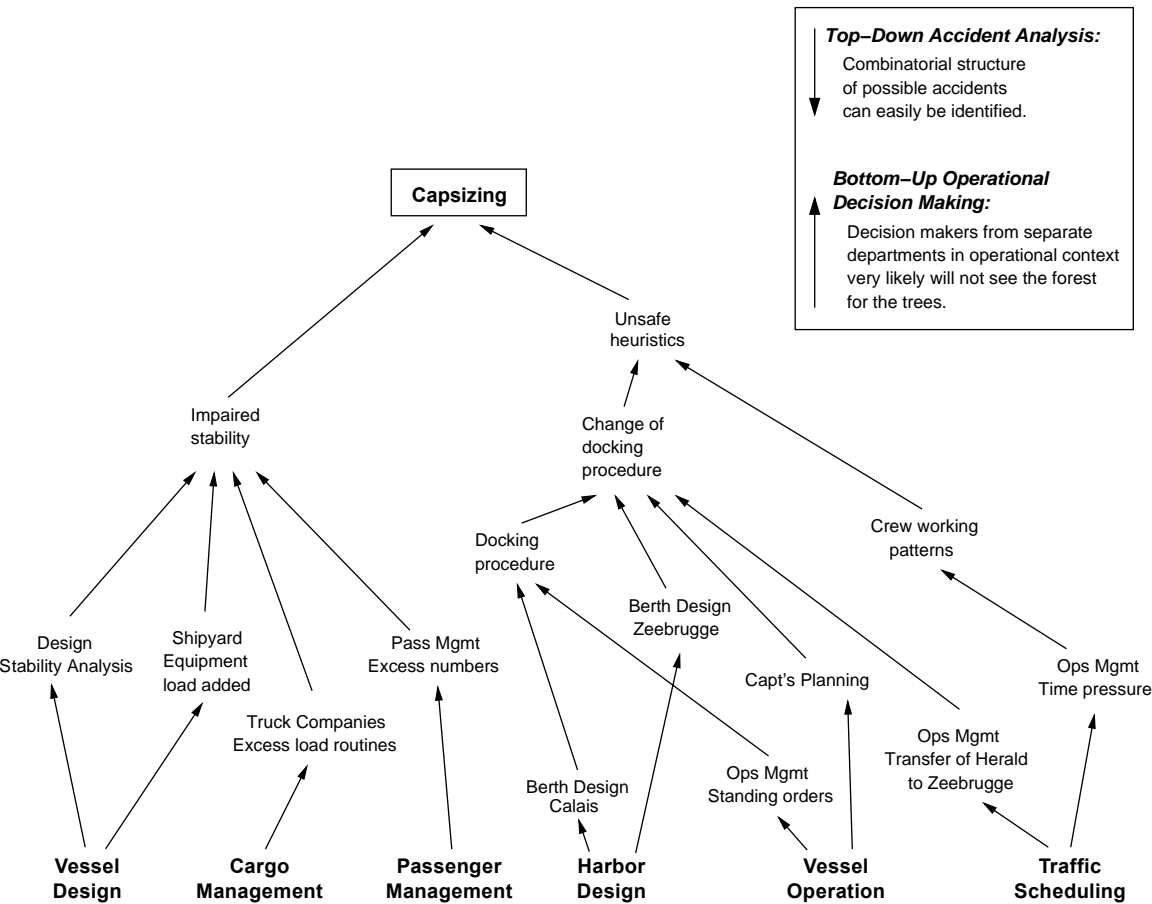 Top–Down Accident Analysis:
Combinatorial structure
of possible accidents
can easily be identified.
Bottom–Up Operational
Decision Making:
Decision makers from separate
departments in operational context
very likely will not see the forest
for the trees.
Capsizing
Unsafe
heuristics
Impaired
stability
Change of
docking
procedure
Docking
procedure
Crew working
patterns
Berth Design
Zeebrugge
Design
Stability Analysis
Shipyard
Equipment
load added
Pass Mgmt
Excess numbers
Capt's Planning
Ops Mgmt
Time pressure
Truck Companies
Excess load routines
Ops Mgmt
Transfer of Herald
to Zeebrugge
Berth Design
Calais
Ops Mgmt
Standing orders
Vessel
Design
Cargo
Management
Passenger
Management
Harbor
Design
Vessel
Operation
Traffic
Scheduling